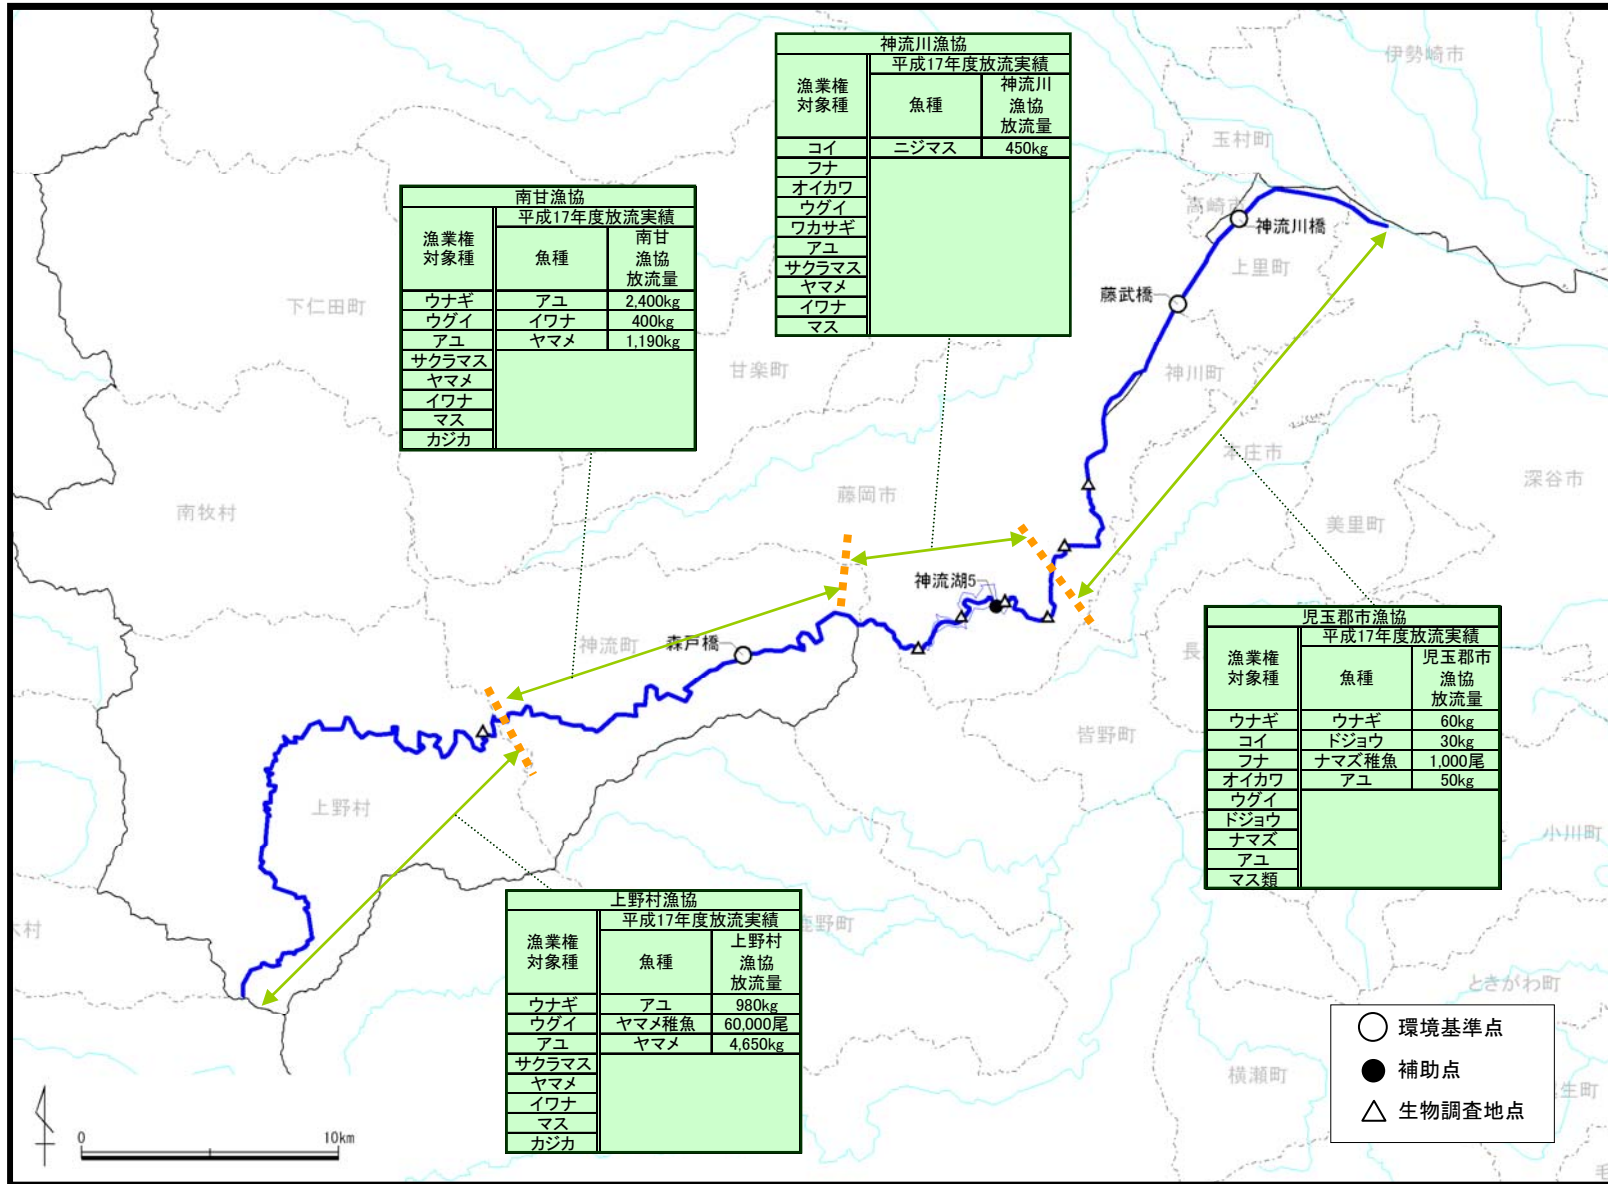 神流川漁協
平成17年度放流実績
漁業権
対象種
魚種
神流川
漁協
放流量
コイ ニジマス 450kg
フナ
オイカワ
ウグイ
ワカサギ
アユ
サクラマス
ヤマメ
イワナ
マス
南甘漁協
平成17年度放流実績
漁業権
対象種
魚種
南甘
漁協
放流量
ウナギ アユ 2,400kg
ウグイ イワナ 400kg
アユ ヤマメ 1,190kg
サクラマス
ヤマメ
イワナ
マス
カジカ
伊勢崎市
玉村町
高崎市
神流川橋
上里町
藤武橋
下仁田町
甘楽町
神川町
本庄市
深谷市
藤岡市
南牧村
美里町
神流湖5
神流町
森戸橋
長
皆野町
上野村
小川町
児玉郡市漁協
平成17年度放流実績
漁業権
対象種
魚種
児玉郡市
漁協
放流量
ウナギ ウナギ 60kg
コイ ドジョウ 30kg
フナ ナマズ稚魚 1,000尾
オイカワ アユ 50kg
ウグイ
ドジョウ
ナマズ
アユ
マス類
上野村漁協
平成17年度放流実績
漁業権
対象種
魚種
上野村
漁協
放流量
ウナギ アユ 980kg
ウグイ ヤマメ稚魚 60,000尾
アユ ヤマメ 4,650kg
サクラマス
ヤマメ
イワナ
マス
カジカ
村
鹿野町
ときがわ町
横瀬町
生町
環境基準点
補助点
生物調査地点
0 10km